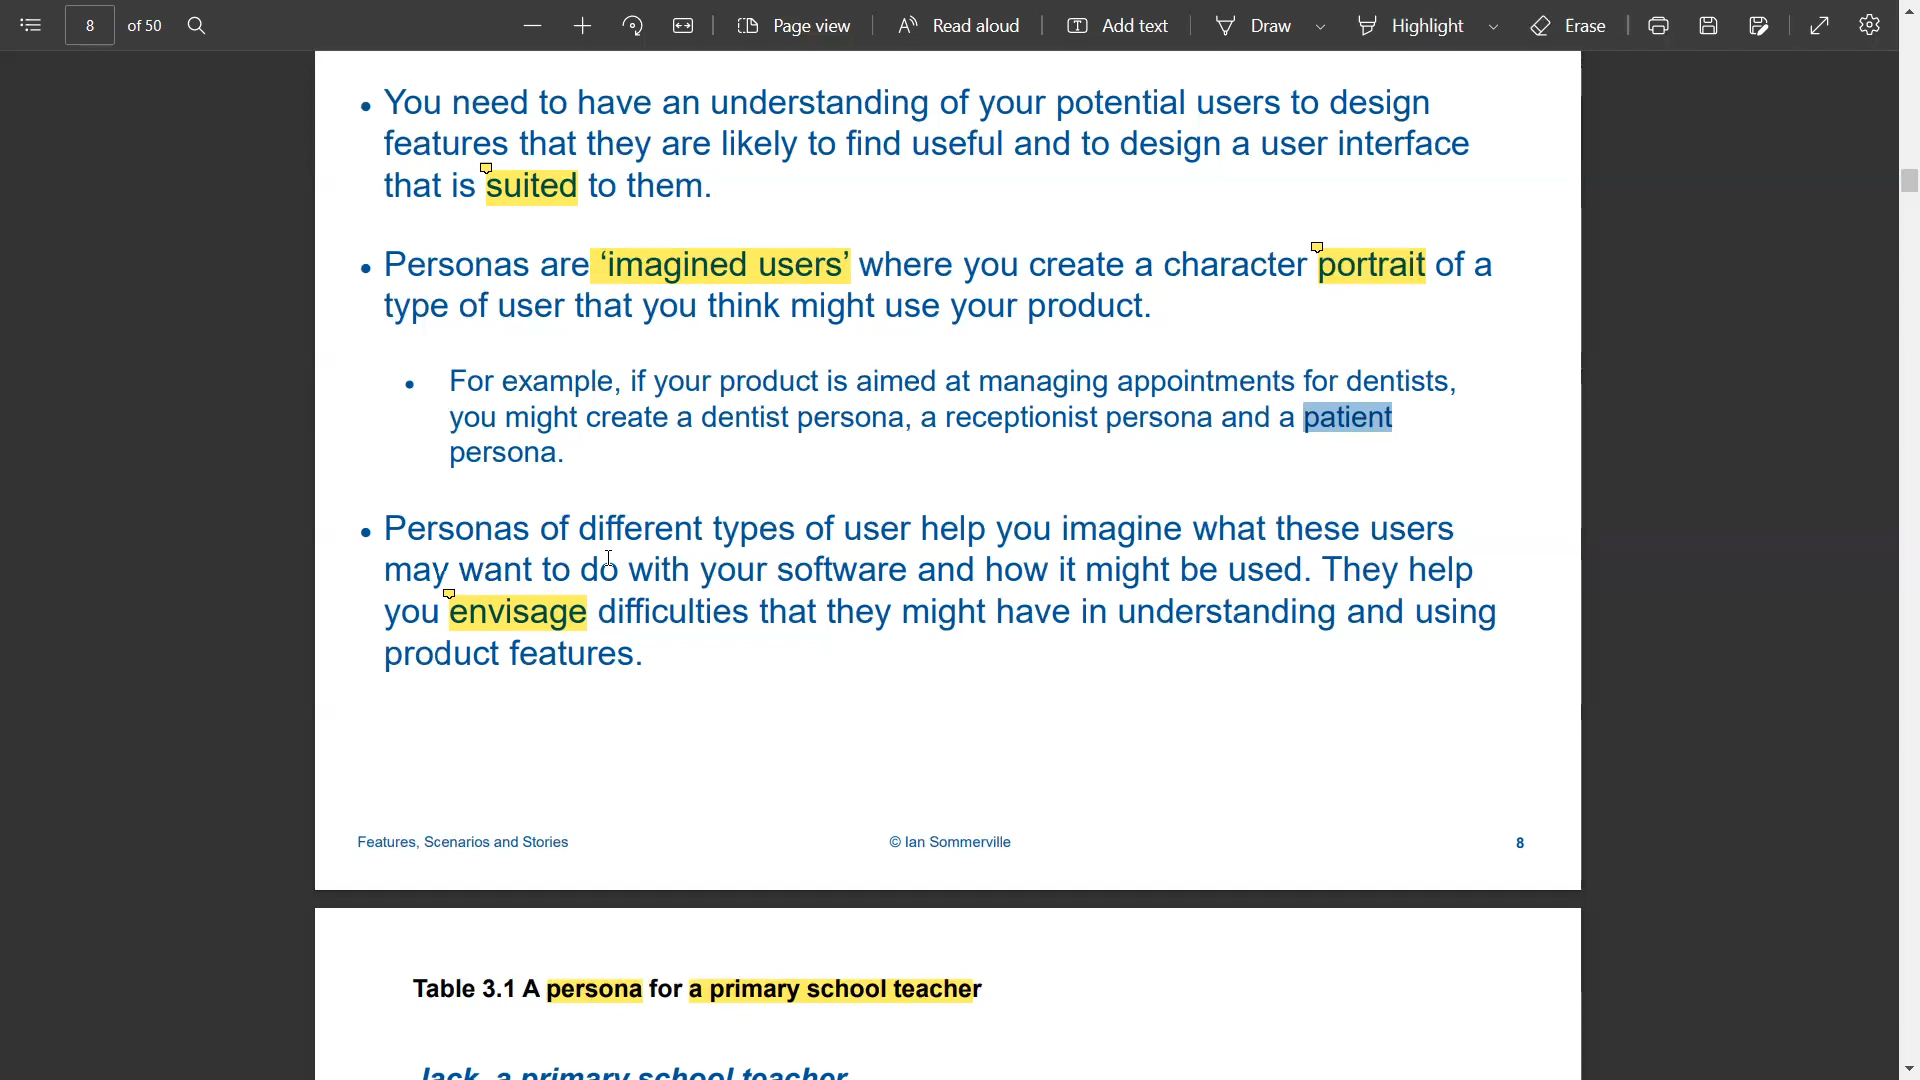 8 of 50 Page view Read aloud Add text Draw Highlight Erase
• You need to have an understanding of your potential users to design
features that they are likely to find useful and to design a user interface
that is suited to them.
• Personas are ‘imagined users’ where you create a character portrait of a
type of user that you think might use your product.
• For example, if your product is aimed at managing appointments for dentists,
you might create a dentist persona, a receptionist persona and a patient
persona.
• Personas of different types of user help you imagine what these users
may want to do with your software and how it might be used. They help
you envisage difficulties that they might have in understanding and using
product features.
Features, Scenarios and Stories © Ian Sommerville 8
Table 3.1 A persona for a primary school teacher
Jack, a primary school teacher